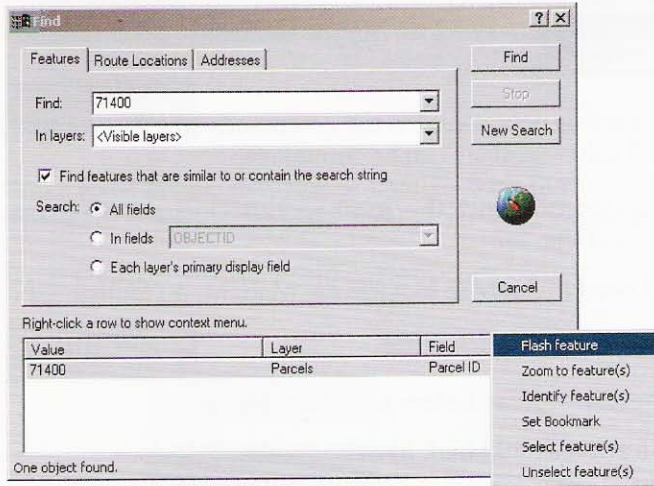 Find
Features Route Locations Addresses
Find: 71400
In layers: <Visible layers>
Find features that are similar to or contain the search string
Search: All fields
In fields OBJECTID
Each layer's primary display field
Find
Stop
New Search
Cancel
Right-click a row to show context menu.
Value Layer Field
71400 Parcels Parcel ID
One object found.
Flash feature
Zoom to feature(s)
Identify feature(s)
Set Bookmark
Select feature(s)
Unselect feature(s)